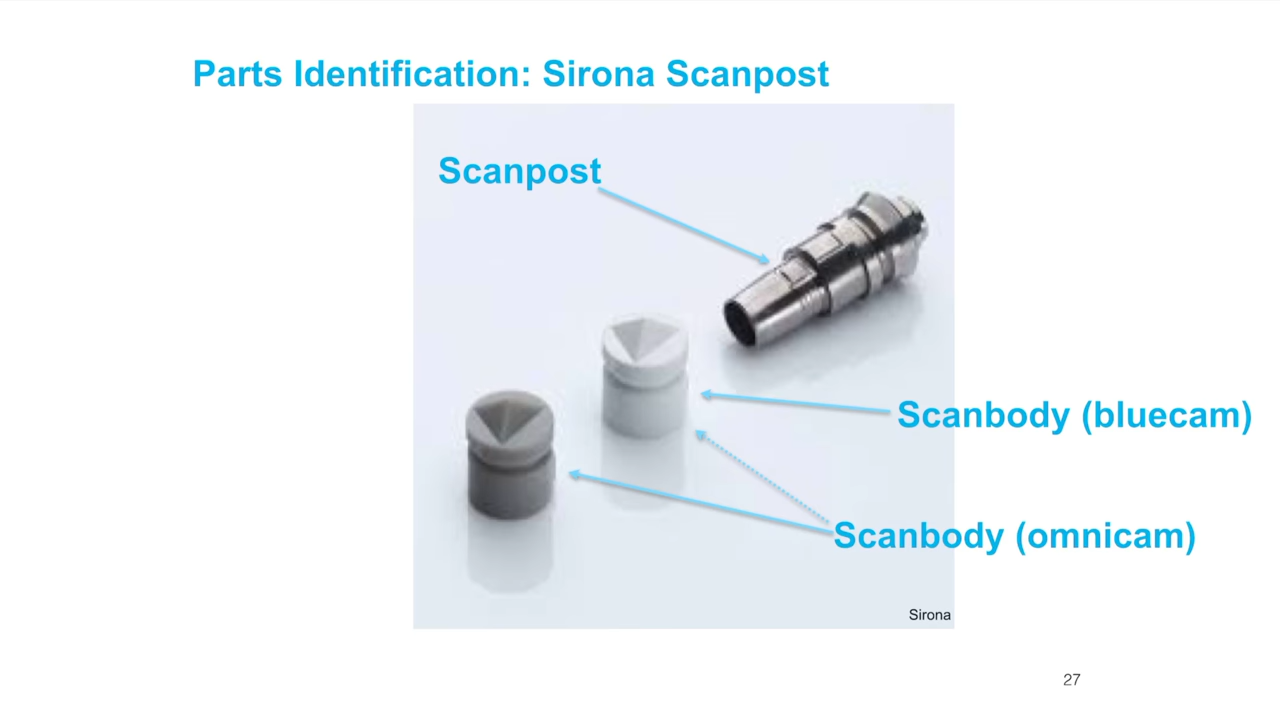 Parts Identification: Sirona Scanpost
Scanpost
Scanbody (bluecam)
Scanbody (omnicam)
Sirona
27